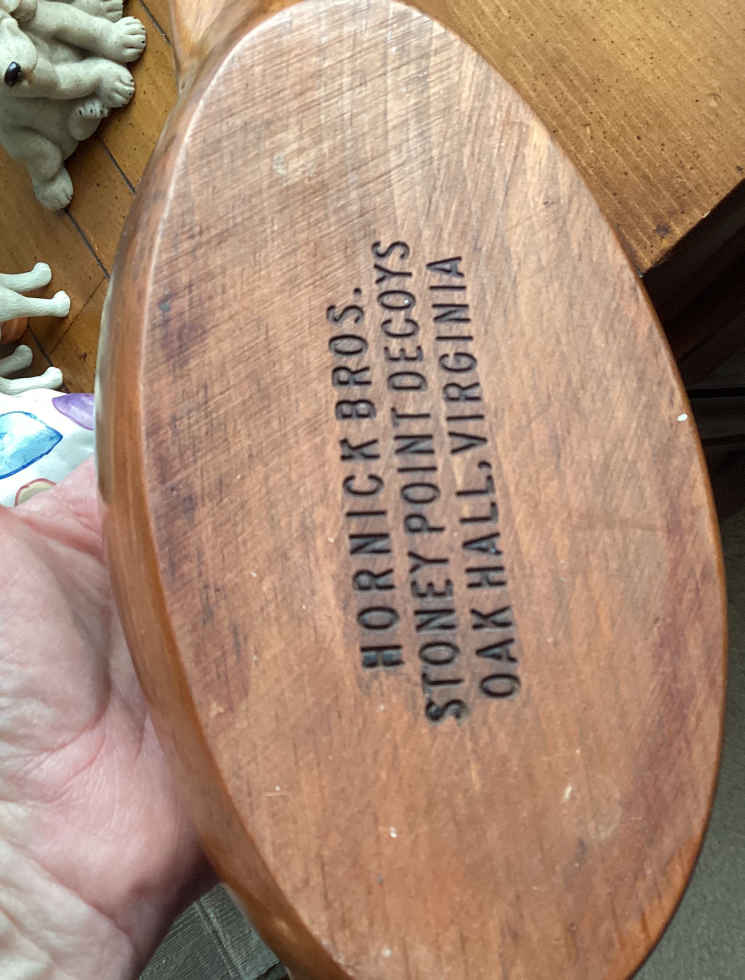 HORNICK BROS.
STONEY POINT DECOYS
OAK HALL, VIRGINIA